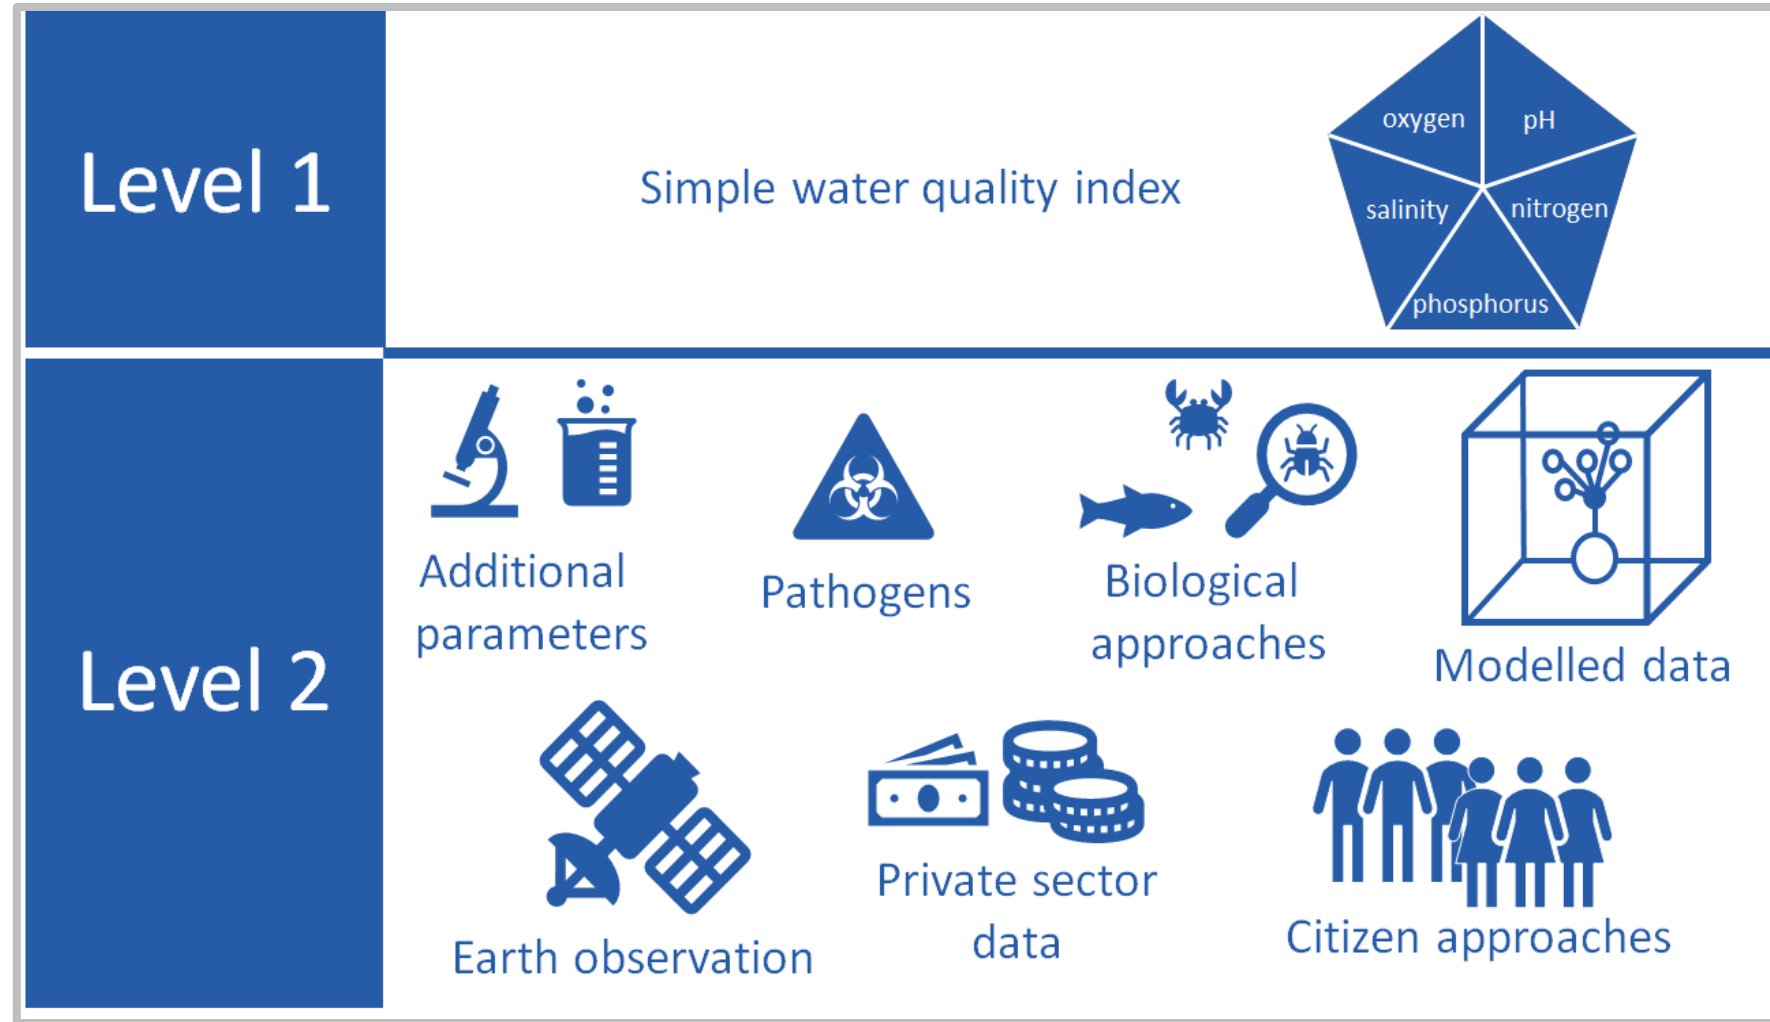 Level 1
Simple water quality index
oxygen
pH
salinity
nitrogen
phosphorus
Level 2
Additional
parameters
Pathogens
Biological
approaches
Modelled data
Earth observation
Private sector
data
Citizen approaches